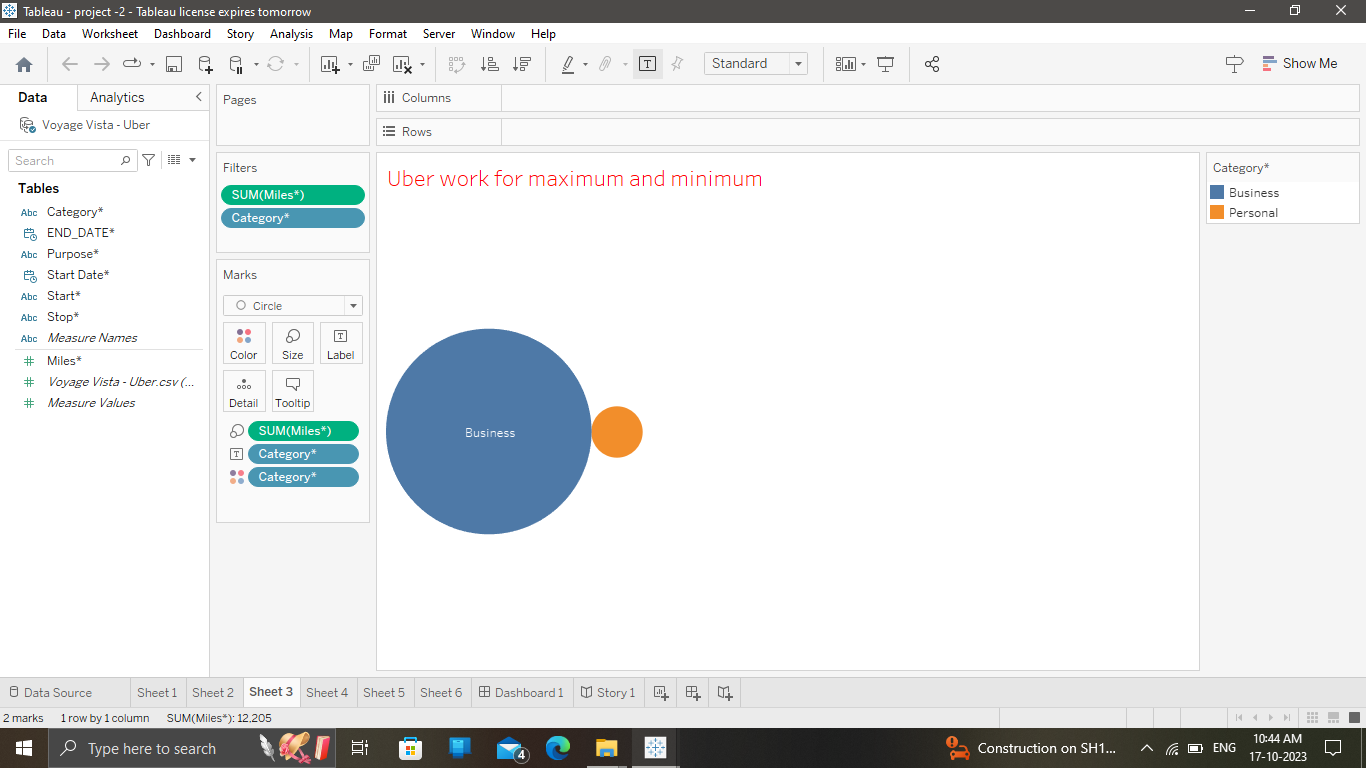 Tableau - project -2 - Tableau license expires tomorrow
File Data Worksheet Dashboard Story Analysis Map Format Server Window Help
Standard
Show Me
Data Analytics
Voyage Vista - Uber
Search
Tables
Abc Category*
END_DATE*
Abc Purpose*
Start Date*
Abc Start*
Abc Stop*
Abc Measure Names
Miles*
Voyage Vista - Uber.csv (...
Measure Values
Pages
Filters
SUM(Miles*)
Category*
Marks
Circle
Color Size Label
Detail Tooltip
SUM(Miles*)
Category*
Category*
Columns
Rows
Uber work for maximum and minimum
Business
Category*
Business
Personal
Data Source Sheet 1 Sheet 2 Sheet 3 Sheet 4 Sheet 5 Sheet 6 Dashboard 1 Story 1
2 marks 1 row by 1 column SUM(Miles*): 12,205
Type here to search
4
Construction on SH1...
ENG
10:44 AM
17-10-2023